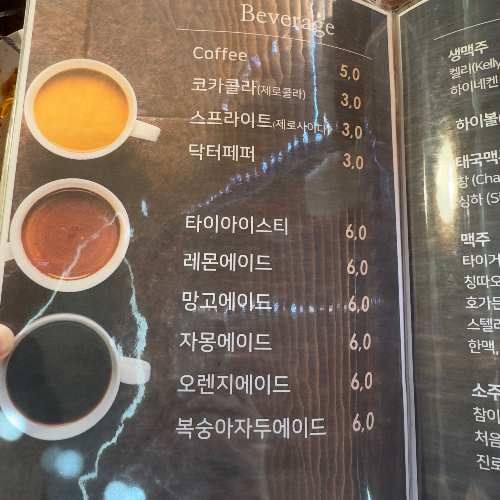 Beverage
Coffee 5,0
코카콜라(제로콜라) 3,0
스프라이트(제로사이다) 3,0
닥터페퍼 3,0
타이아이스티 6,0
레몬에이드 6,0
망고에이드 6,0
자몽에이드 6,0
오렌지에이드 6,0
복숭아자두에이드 6,0
생맥주
켈리(Kelly
하이네켄
하이볼
태국맥
창 (Cha
싱하 (S
맥주
타이거
칭따오
호가든
스텔라
한맥,
소주
참이
처음
진로